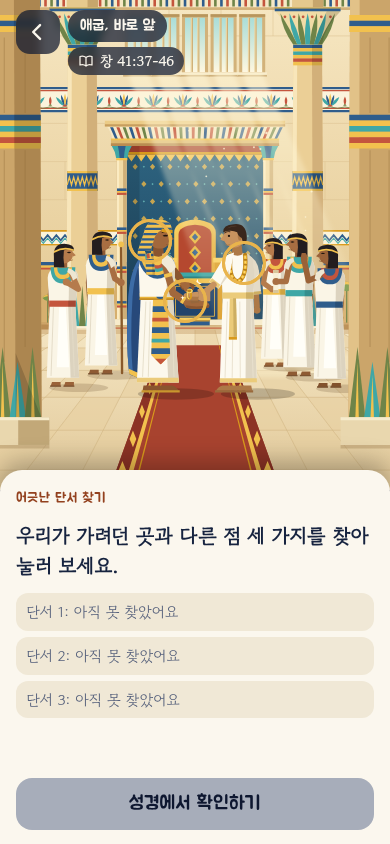 애굽, 바로 앞
창 41:37-46
어긋난 단서 찾기
우리가 가려던 곳과 다른 점 세 가지를 찾아
눌러 보세요.
단서 1: 아직 못 찾았어요
단서 2: 아직 못 찾았어요
단서 3: 아직 못 찾았어요
성경에서 확인하기